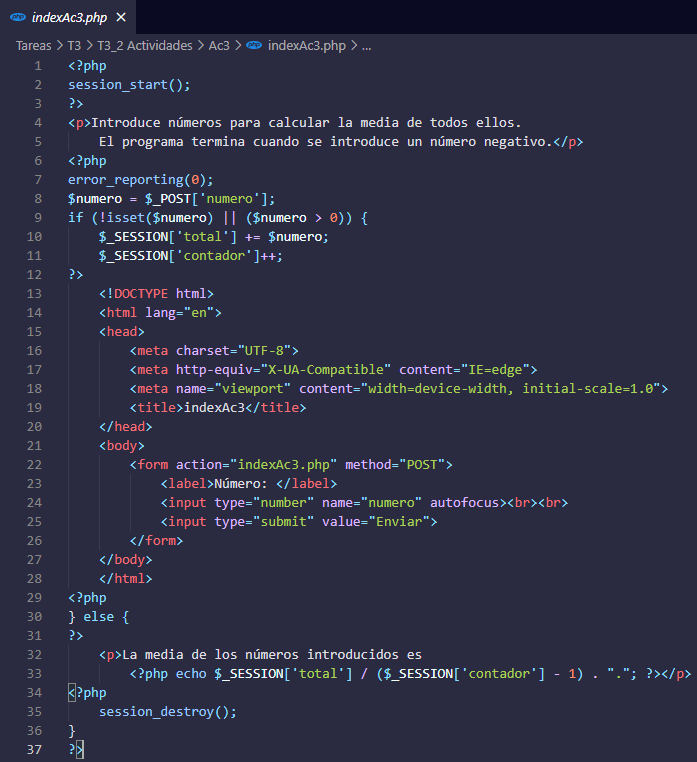 php indexAc3.php ×
Tareas > T3 > T3_2 Actividades > Ac3 > php indexAc3.php > ...
1 <?php
2 session_start();
3 ?>
4 <p>Introduce números para calcular la media de todos ellos.
5     El programa termina cuando se introduce un número negativo.</p>
6 <?php
7 error_reporting(0);
8 $numero = $_POST['numero'];
9 if (!isset($numero) || ($numero > 0)) {
10     $_SESSION['total'] += $numero;
11     $_SESSION['contador']++;
12 ?>
13     <!DOCTYPE html>
14     <html lang="en">
15     <head>
16         <meta charset="UTF-8">
17         <meta http-equiv="X-UA-Compatible" content="IE=edge">
18         <meta name="viewport" content="width=device-width, initial-scale=1.0">
19         <title>indexAc3</title>
20     </head>
21     <body>
22         <form action="indexAc3.php" method="POST">
23             <label>Número: </label>
24             <input type="number" name="numero" autofocus><br><br>
25             <input type="submit" value="Enviar">
26         </form>
27     </body>
28     </html>
29 <?php
30 } else {
31 ?>
32     <p>La media de los números introducidos es
33         <?php echo $_SESSION['total'] / ($_SESSION['contador'] - 1) . "."; ?></p>
34 <?php
35     session_destroy();
36 }
37 ?>